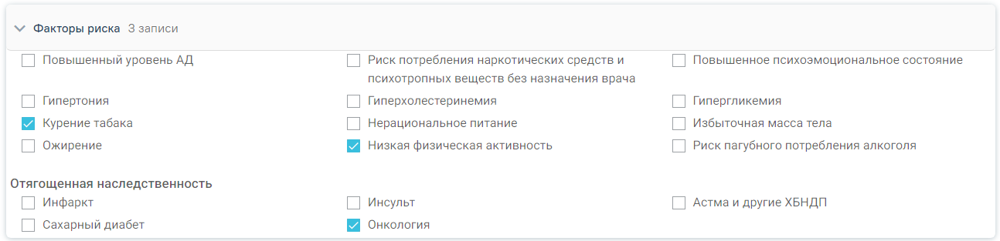 Факторы риска 3 записи
Повышенный уровень АД
Риск потребления наркотических средств и
психотропных веществ без назначения врача
Повышенное психоэмоциональное состояние
Гипертония
Гиперхолестеринемия
Гипергликемия
Курение табака
Нерациональное питание
Избыточная масса тела
Ожирение
Низкая физическая активность
Риск пагубного потребления алкоголя
Отягощенная наследственность
Инфаркт
Инсульт
Астма и другие ХБНДП
Сахарный диабет
Онкология